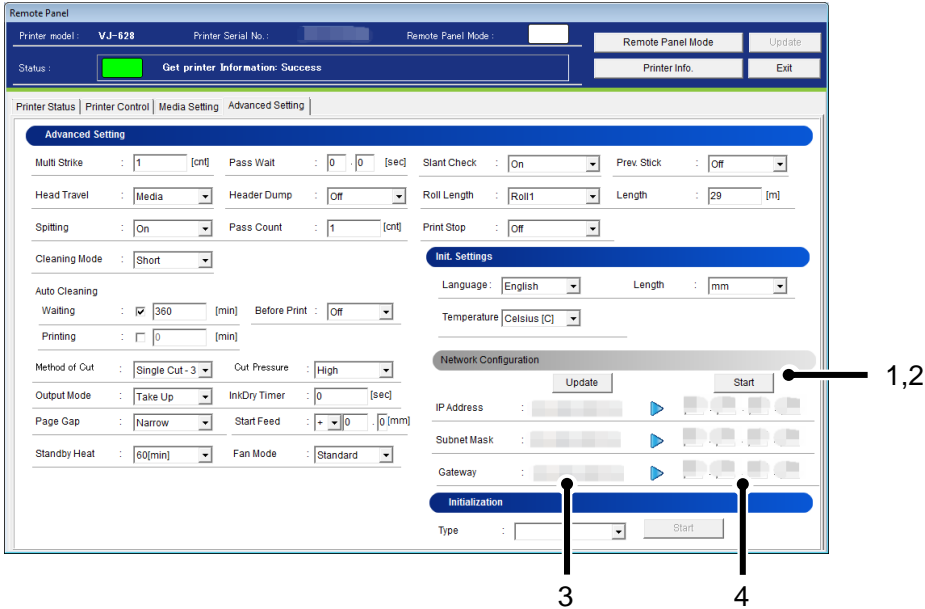 Remote Panel
Printer model : VJ-628 Printer Serial No. : Remote Panel Mode : Remote Panel Mode Update
Status : Get printer Information: Success Printer Info. Exit
Printer Status Printer Control Media Setting Advanced Setting
Advanced Setting
Multi Strike : 1 [cnt] Pass Wait : 0 . 0 [sec] Slant Check : On Prev. Stick : Off
Head Travel : Media Header Dump : Off Roll Length : Roll1 Length : 29 [m]
Spitting : On Pass Count : 1 [cnt] Print Stop : Off
Cleaning Mode : Short Init. Settings
Auto Cleaning Language : English Length : mm
Waiting : 360 [min] Before Print : Off Temperature Celsius [C]
Printing : 0 [min]
Network Configuration
Method of Cut : Single Cut - 3 Cut Pressure : High Update Start 1,2
Output Mode : Take Up InkDry Timer : 0 [sec] IP Address :
Page Gap : Narrow Start Feed : + 0 . 0 [mm]
Subnet Mask :
Standby Heat : 60[min] Fan Mode : Standard
Gateway :
Initialization
Type : Start
3 4